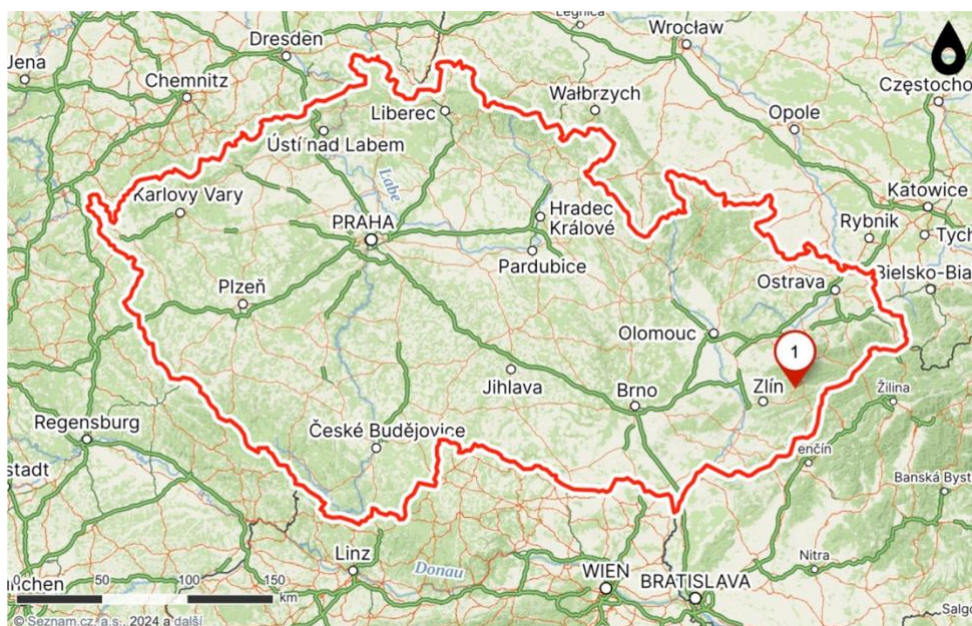 Legnica
Wrocław
Dresden
Jena
Chemnitz
Częstocho
Wałbrzych
Liberec
Opole
Ústí nad Labem
Labe
Karlovy Vary
Katowice
Hradec
Králové
PRAHA
Rybnik
Tych
Pardubice
Bielsko-Bia
Plzeň
Ostrava
Olomouc
1
Jihlava
Zlín
Brno
Žilina
Regensburg
České Budějovice
enčín
stadt
Banská Byst
Linz
Donau
Nitra
WIEN
BRATISLAVA
nchen
0 50 100 150
km
Salgó
© Seznam.cz, a.s., 2024 a další